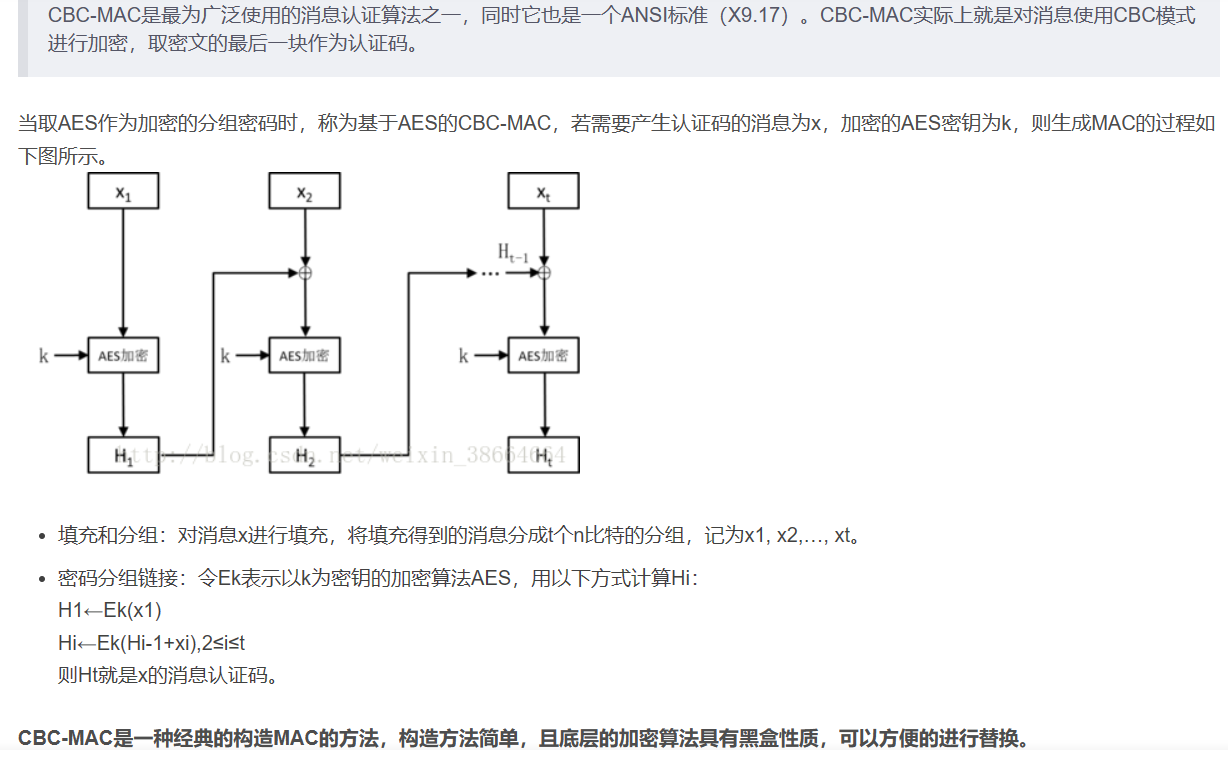 CBC-MAC是最为广泛使用的消息认证算法之一，同时它也是一个ANSI标准（X9.17）。CBC-MAC实际上就是对消息使用CBC模式
进行加密，取密文的最后一块作为认证码。
当取AES作为加密的分组密码时，称为基于AES的CBC-MAC，若需要产生认证码的消息为x，加密的AES密钥为k，则生成MAC的过程如
下图所示。
x1 x2 xt
Ht-1
...
k AES加密 k AES加密 k AES加密
H1 H2 Ht
http://blog.csdn.net/weixin_38664664
• 填充和分组：对消息x进行填充，将填充得到的消息分成t个n比特的分组，记为x1, x2,…, xt。
• 密码分组链接：令Ek表示以k为密钥的加密算法AES，用以下方式计算Hi：
H1←Ek(x1)
Hi←Ek(Hi-1+xi),2≤i≤t
则Ht就是x的消息认证码。
CBC-MAC是一种经典的构造MAC的方法，构造方法简单，且底层的加密算法具有黑盒性质，可以方便的进行替换。